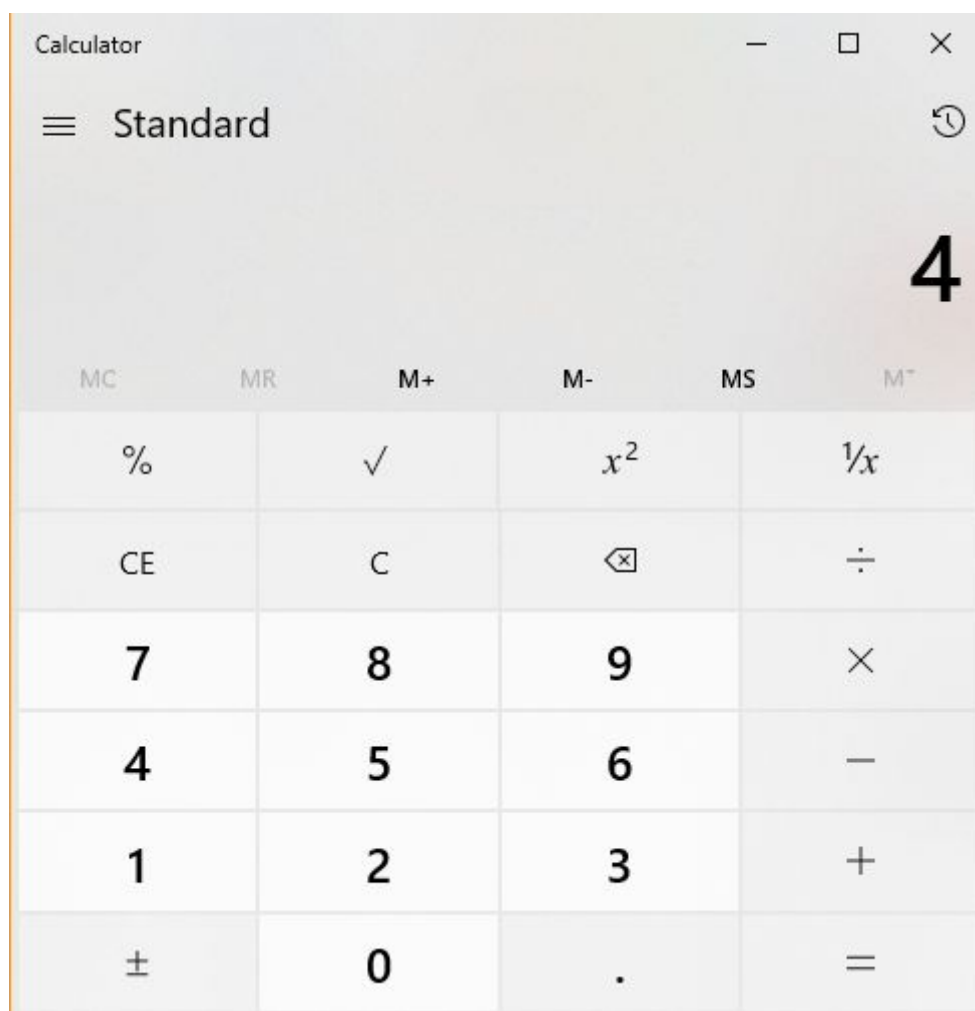 Calculator
Standard
4
MC MR M+ M- MS M˅
% √ x² ¹/x
CE C ÷
7 8 9 ×
4 5 6 −
1 2 3 +
± 0 . =